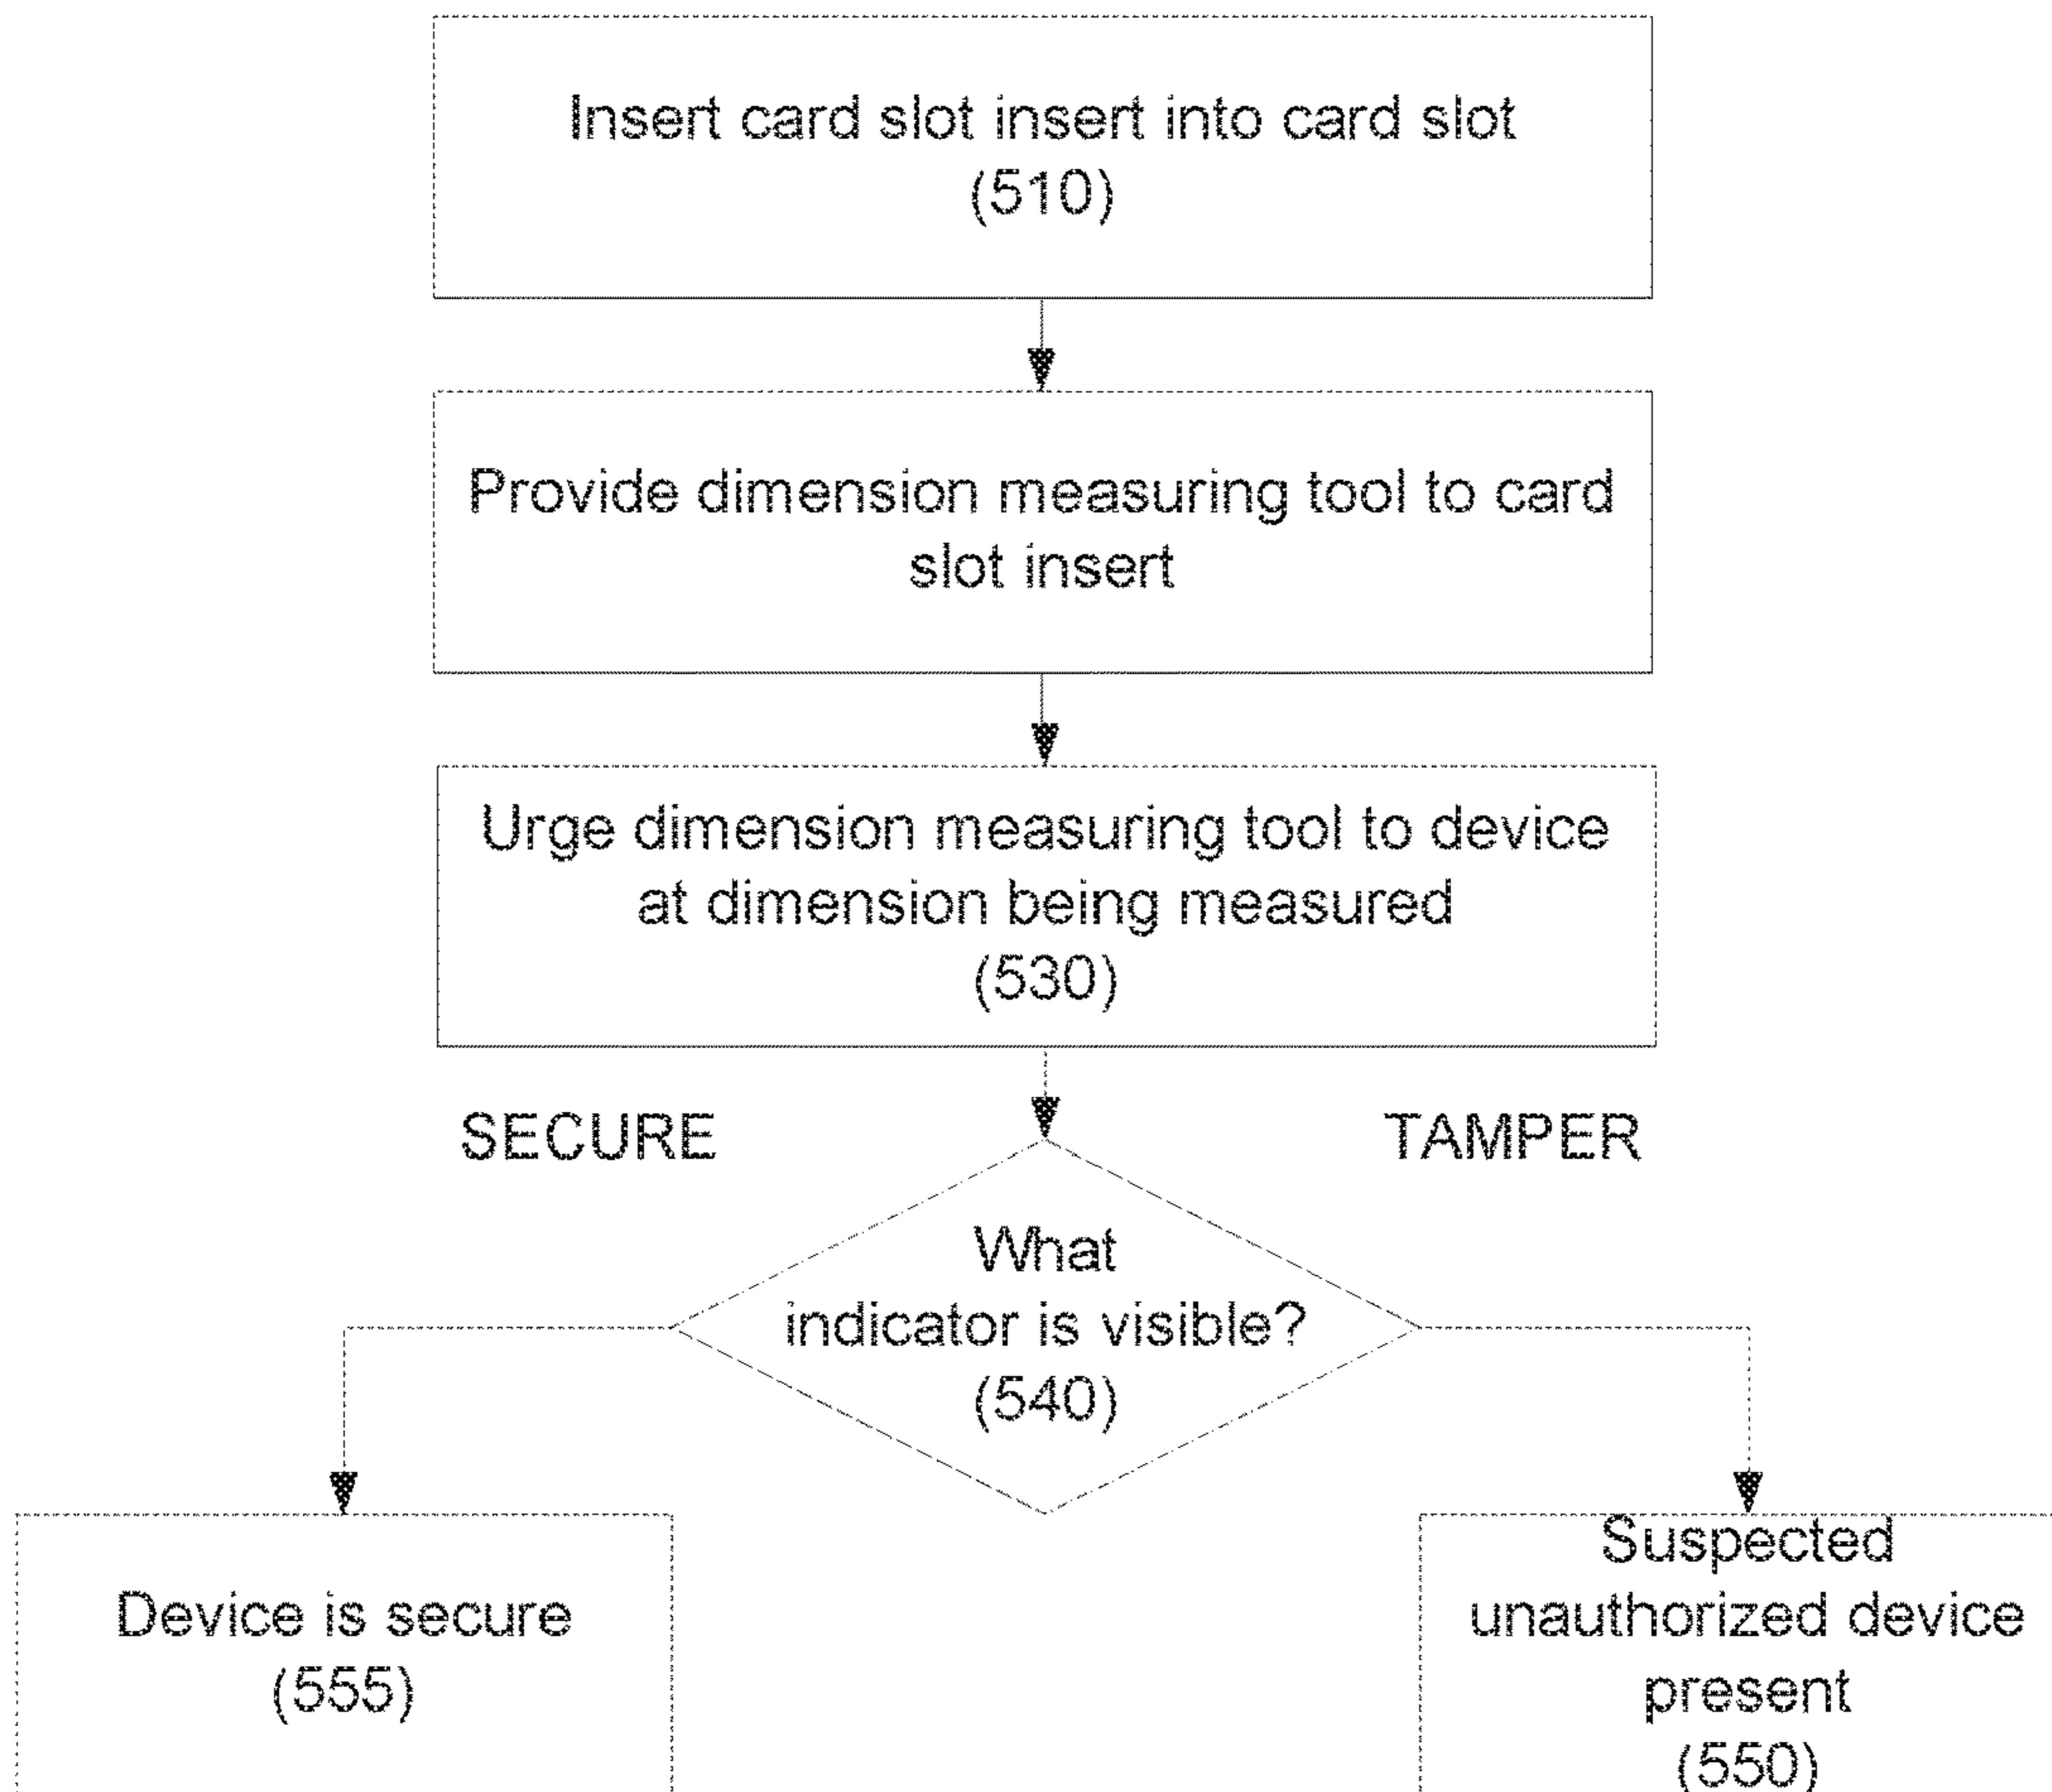 Insert card slot insert into card slot
(510)
Provide dimension measuring tool to card
slot insert
Urge dimension measuring tool to device
at dimension being measured
(530)
SECURE
TAMPER
What
indicator is visible?
(540)
Device is secure
(555)
Suspected
unauthorized device
present
(550)